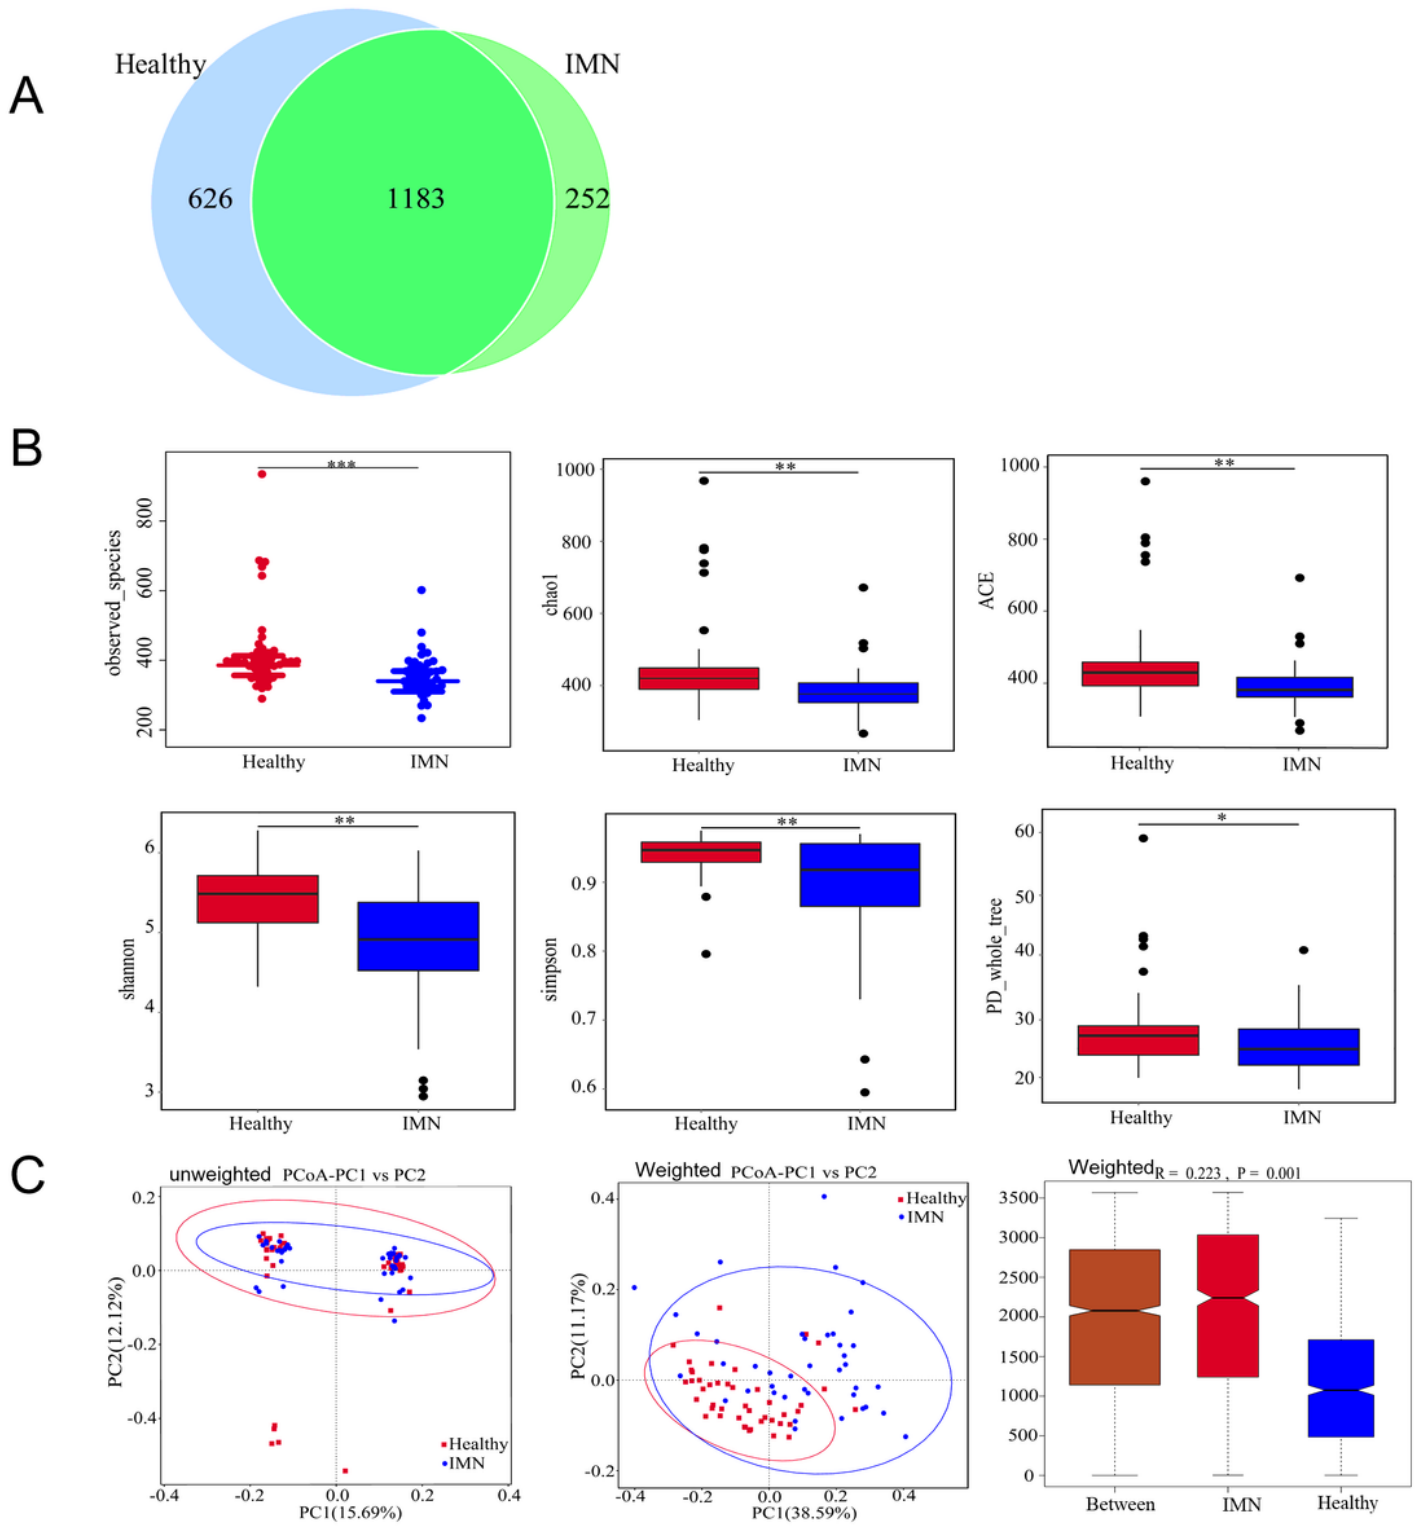 A
Healthy
IMN
626
1183
252
B
***
observed_species
800
600
400
200
Healthy
IMN
**
chao1
1000
800
600
400
Healthy
IMN
**
ACE
1000
800
600
400
Healthy
IMN
**
shannon
6
5
4
3
Healthy
IMN
**
simpson
0.9
0.8
0.7
0.6
Healthy
IMN
*
PD_whole_tree
60
50
40
30
20
Healthy
IMN
C
unweighted PCoA-PC1 vs PC2
PC2(12.12%)
0.2
0.0
-0.2
-0.4
Healthy
IMN
-0.4
-0.2
0.0
0.2
0.4
PC1(15.69%)
Weighted PCoA-PC1 vs PC2
PC2(11.17%)
0.4
0.2
0.0
-0.2
Healthy
IMN
-0.4
-0.2
0.0
0.2
0.4
PC1(38.59%)
Weighted R = 0.223 , P = 0.001
3500
3000
2500
2000
1500
1000
500
0
Between
IMN
Healthy